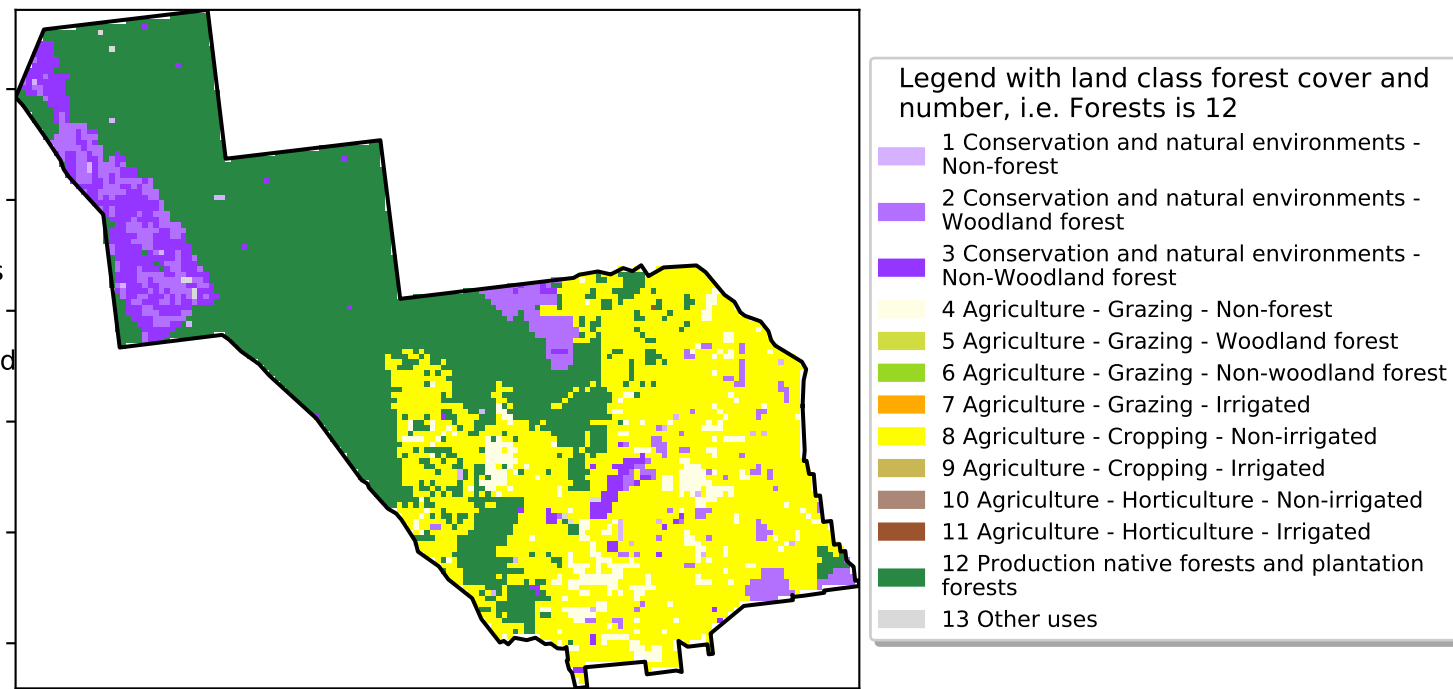 s
d
Legend with land class forest cover and
number, i.e. Forests is 12
1 Conservation and natural environments -
Non-forest
2 Conservation and natural environments -
Woodland forest
3 Conservation and natural environments -
Non-Woodland forest
4 Agriculture - Grazing - Non-forest
5 Agriculture - Grazing - Woodland forest
6 Agriculture - Grazing - Non-woodland forest
7 Agriculture - Grazing - Irrigated
8 Agriculture - Cropping - Non-irrigated
9 Agriculture - Cropping - Irrigated
10 Agriculture - Horticulture - Non-irrigated
11 Agriculture - Horticulture - Irrigated
12 Production native forests and plantation
forests
13 Other uses